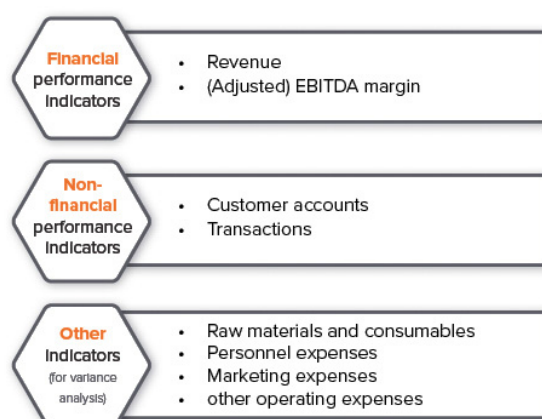 Financial
performance
indicators
• Revenue
• (Adjusted) EBITDA margin
Non-
financial
performance
indicators
• Customer accounts
• Transactions
Other
indicators
(for variance
analysis)
• Raw materials and consumables
• Personnel expenses
• Marketing expenses
• other operating expenses